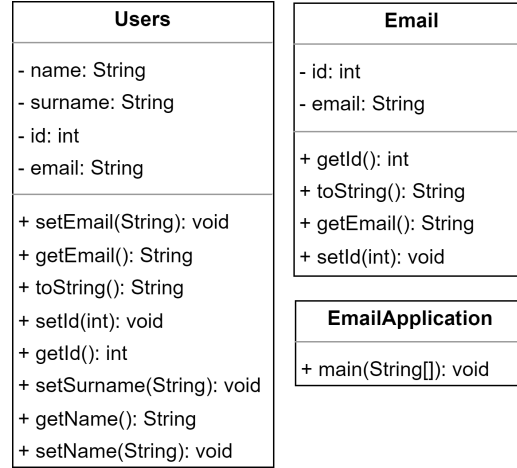 Users
- name: String
- surname: String
- id: int
- email: String
+ setEmail(String): void
+ getEmail(): String
+ toString(): String
+ setId(int): void
+ getId(): int
+ setSurname(String): void
+ getName(): String
+ setName(String): void
Email
- id: int
- email: String
+ getId(): int
+ toString(): String
+ getEmail(): String
+ setId(int): void
EmailApplication
+ main(String[]): void